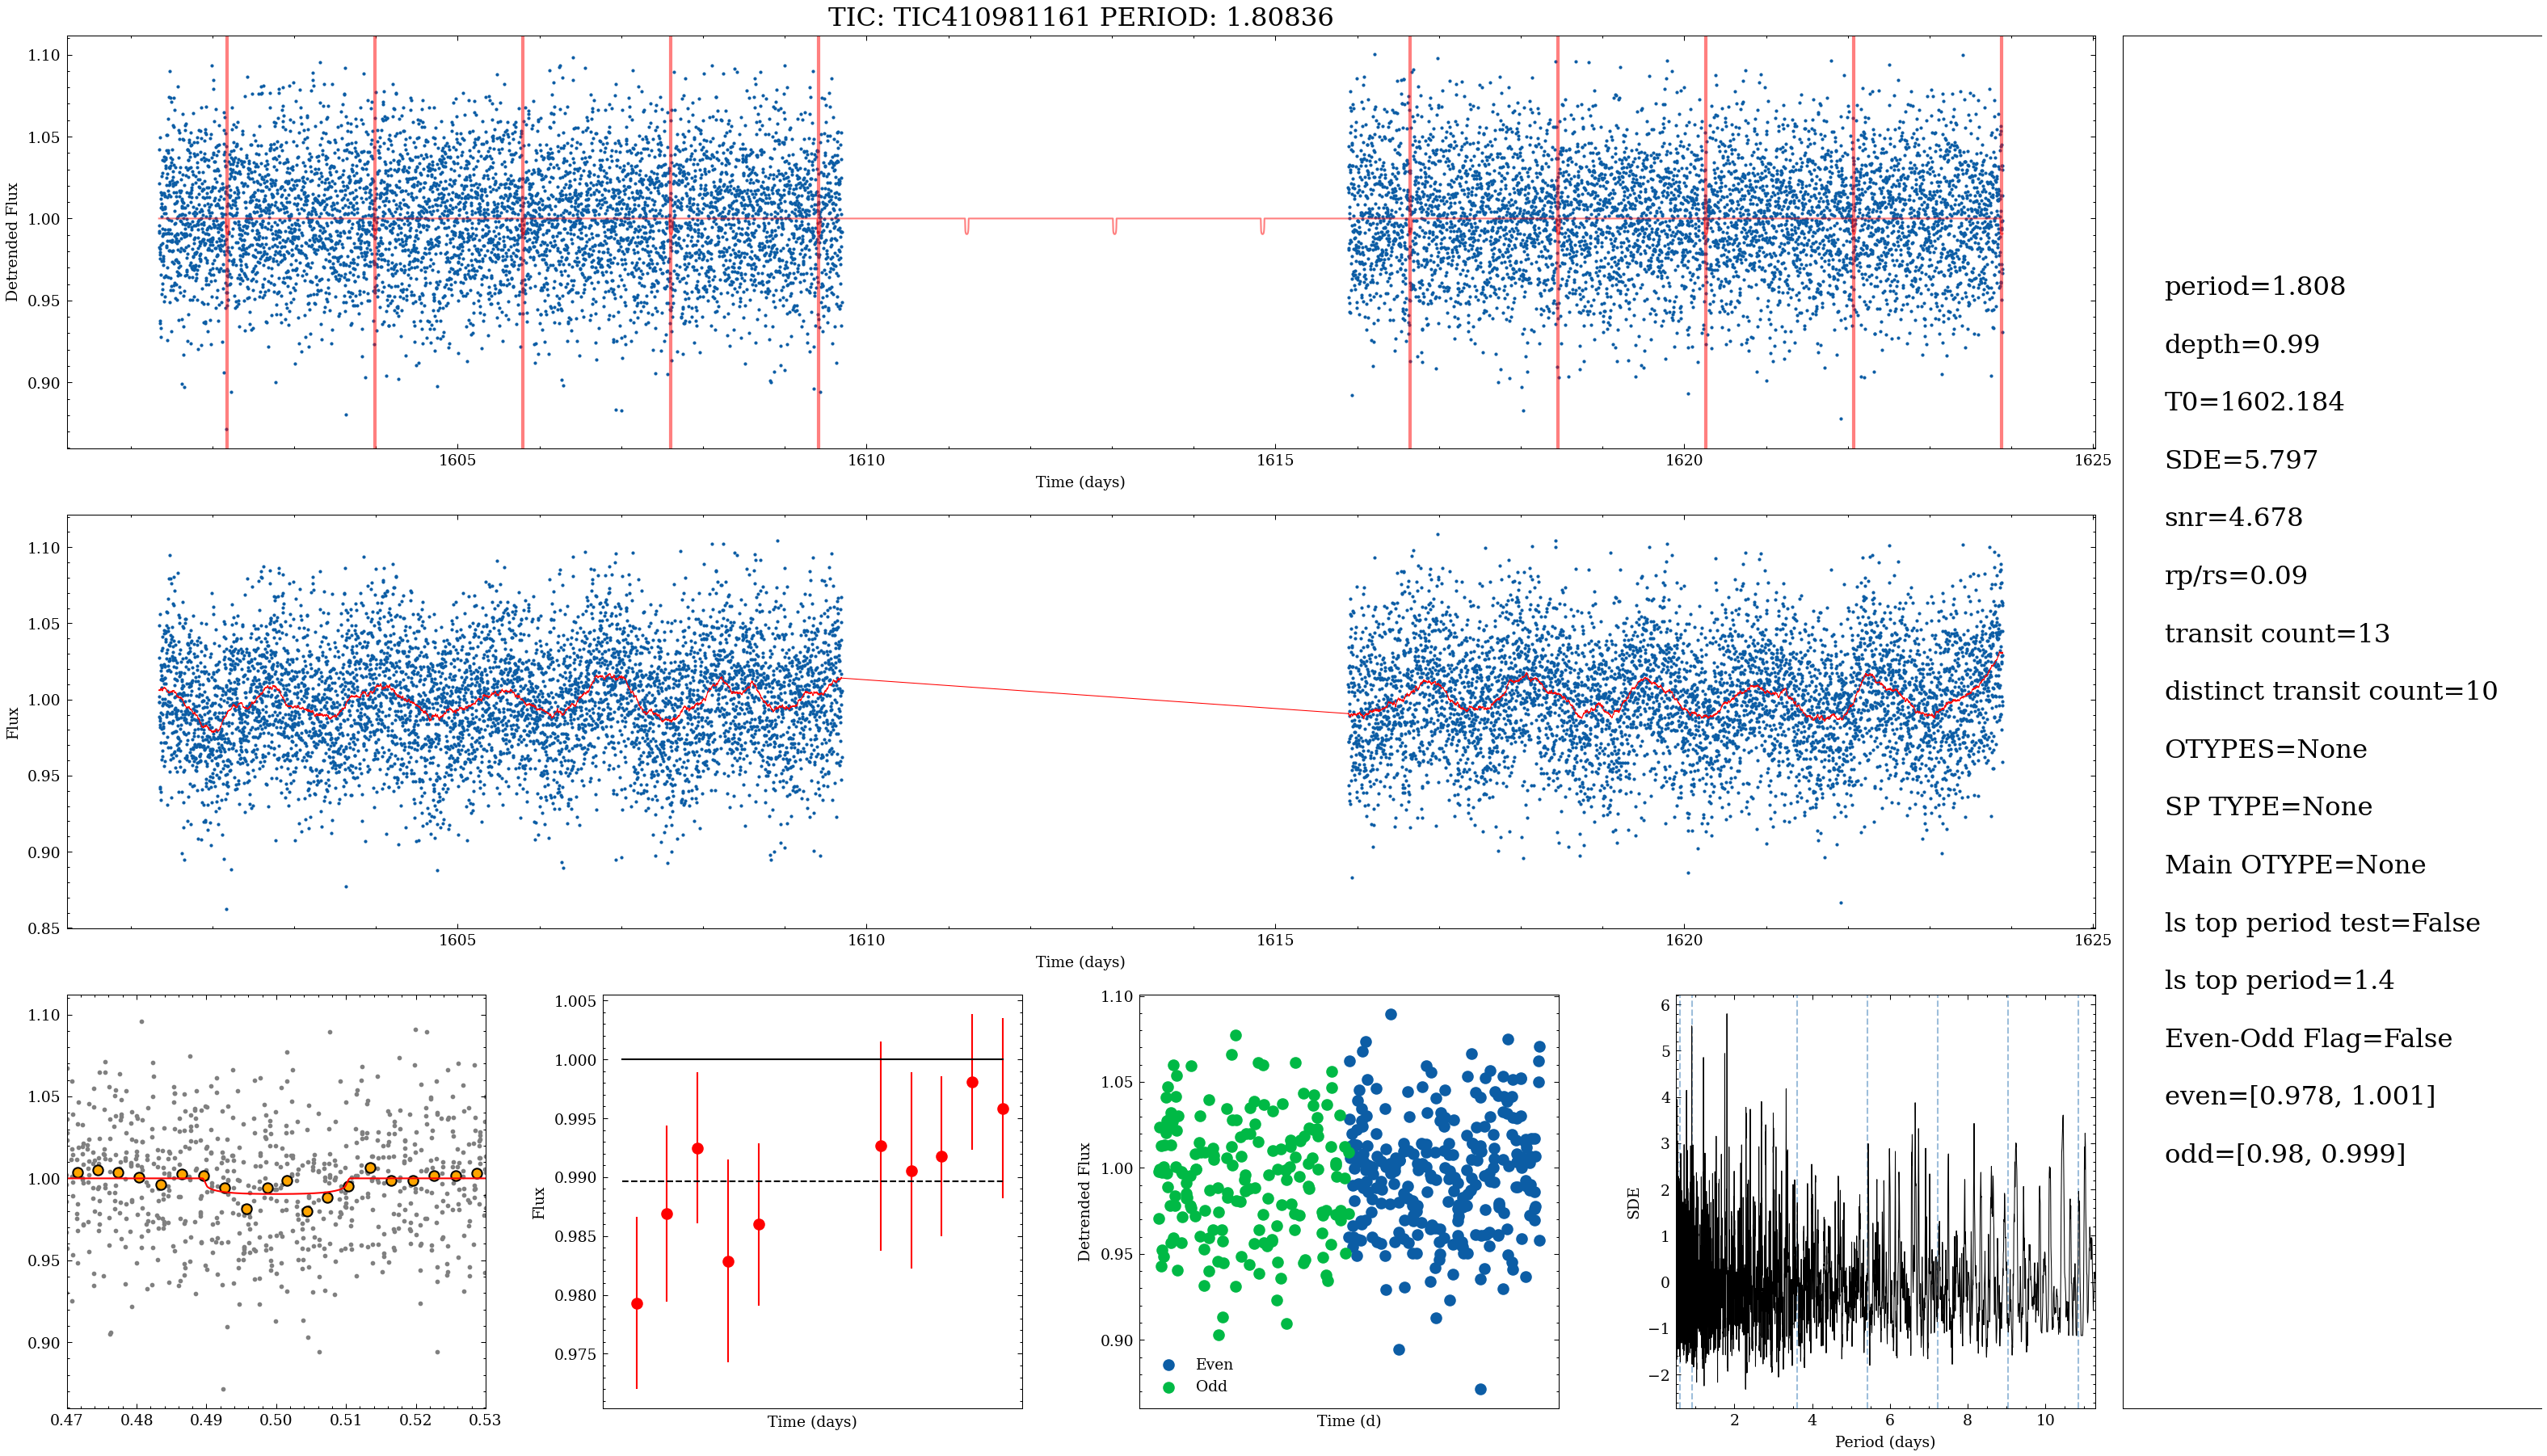 TIC: TIC410981161 PERIOD: 1.80836
1.10
1.05
1.00
0.95
0.90
Detrended Flux
1605
1610
1615
1620
1625
Time (days)
1.10
1.05
1.00
0.95
0.90
0.85
Flux
1605
1610
1615
1620
1625
Time (days)
1.10
1.05
1.00
0.95
0.90
0.47
0.48
0.49
0.50
0.51
0.52
0.53
1.005
1.000
0.995
0.990
0.985
0.980
0.975
Flux
Time (days)
1.10
1.05
1.00
0.95
0.90
Detrended Flux
Even
Odd
Time (d)
6
5
4
3
2
1
0
−1
−2
SDE
2
4
6
8
10
Period (days)
period=1.808
depth=0.99
T0=1602.184
SDE=5.797
snr=4.678
rp/rs=0.09
transit count=13
distinct transit count=10
OTYPES=None
SP TYPE=None
Main OTYPE=None
ls top period test=False
ls top period=1.4
Even-Odd Flag=False
even=[0.978, 1.001]
odd=[0.98, 0.999]